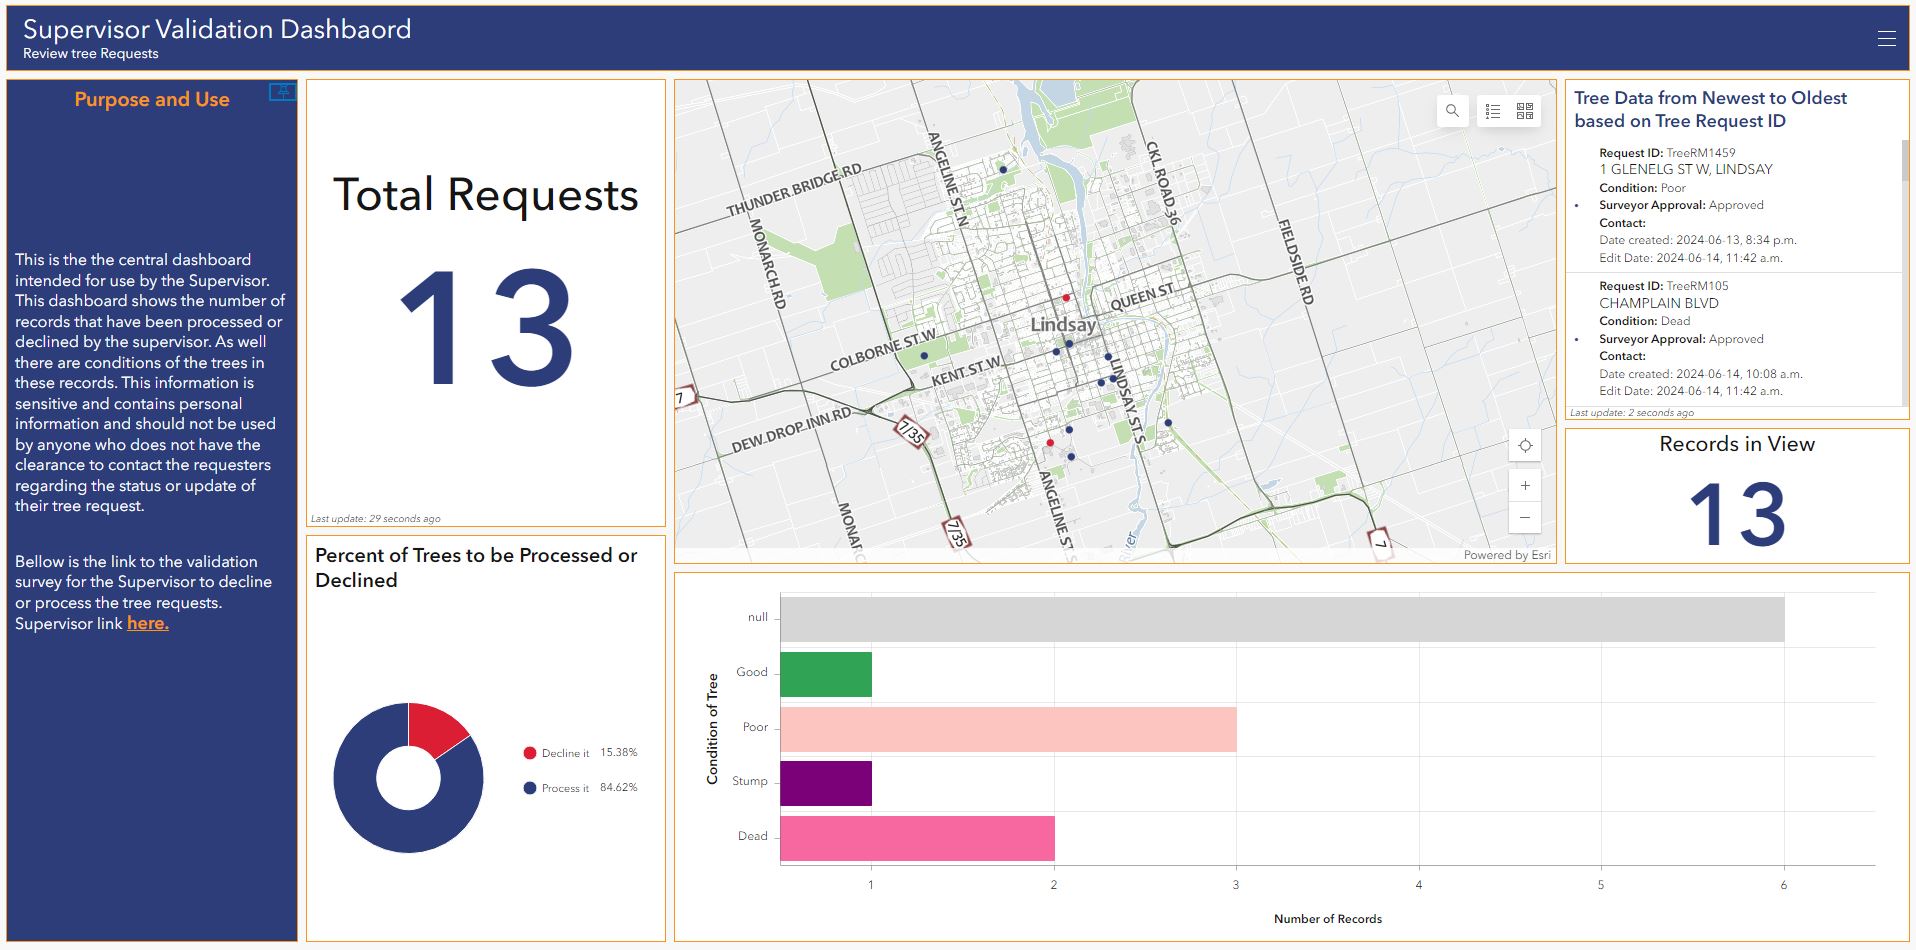 Supervisor Validation Dashbaord
Review tree Requests
Purpose and Use
This is the the central dashboard
intended for use by the Supervisor.
This dashboard shows the number of
records that have been processed or
declined by the supervisor. As well
there are conditions of the trees in
these records. This information is
sensitive and contains personal
information and should not be used
by anyone who does not have the
clearance to contact the requesters
regarding the status or update of
their tree request.
Bellow is the link to the validation
survey for the Supervisor to decline
or process the tree requests.
Supervisor link here.
Total Requests
13
Last update: 29 seconds ago
Percent of Trees to be Processed or
Declined
Decline it 15.38%
Process it 84.62%
THUNDER BRIDGE RD
ANGELINE ST N
CKL ROAD 36
MONARCH RD
FIELDSIDE RD
QUEEN ST
Lindsay
COLBORNE ST W
KENT ST W
LINDSAY ST S
7
DEW DROP INN RD
7/35
ANGELINE ST S
MONARC
7/35
7
Powered by Esri
Tree Data from Newest to Oldest
based on Tree Request ID
Request ID: TreeRM1459
1 GLENELG ST W, LINDSAY
Condition: Poor
Surveyor Approval: Approved
Contact:
Date created: 2024-06-13, 8:34 p.m.
Edit Date: 2024-06-14, 11:42 a.m.
Request ID: TreeRM105
CHAMPLAIN BLVD
Condition: Dead
Surveyor Approval: Approved
Contact:
Date created: 2024-06-14, 10:08 a.m.
Edit Date: 2024-06-14, 11:42 a.m.
Last update: 2 seconds ago
Records in View
13
Condition of Tree
null
Good
Poor
Stump
Dead
1 2 3 4 5 6
Number of Records